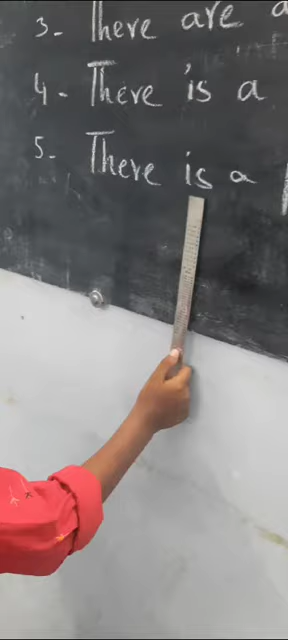 3- There are a
4- There is a
5- There is a